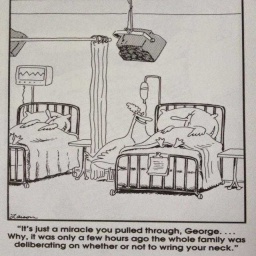 Larson
"It's just a miracle you pulled through, George. . . .
Why, it was only a few hours ago the whole family was
deliberating on whether or not to wring your neck."